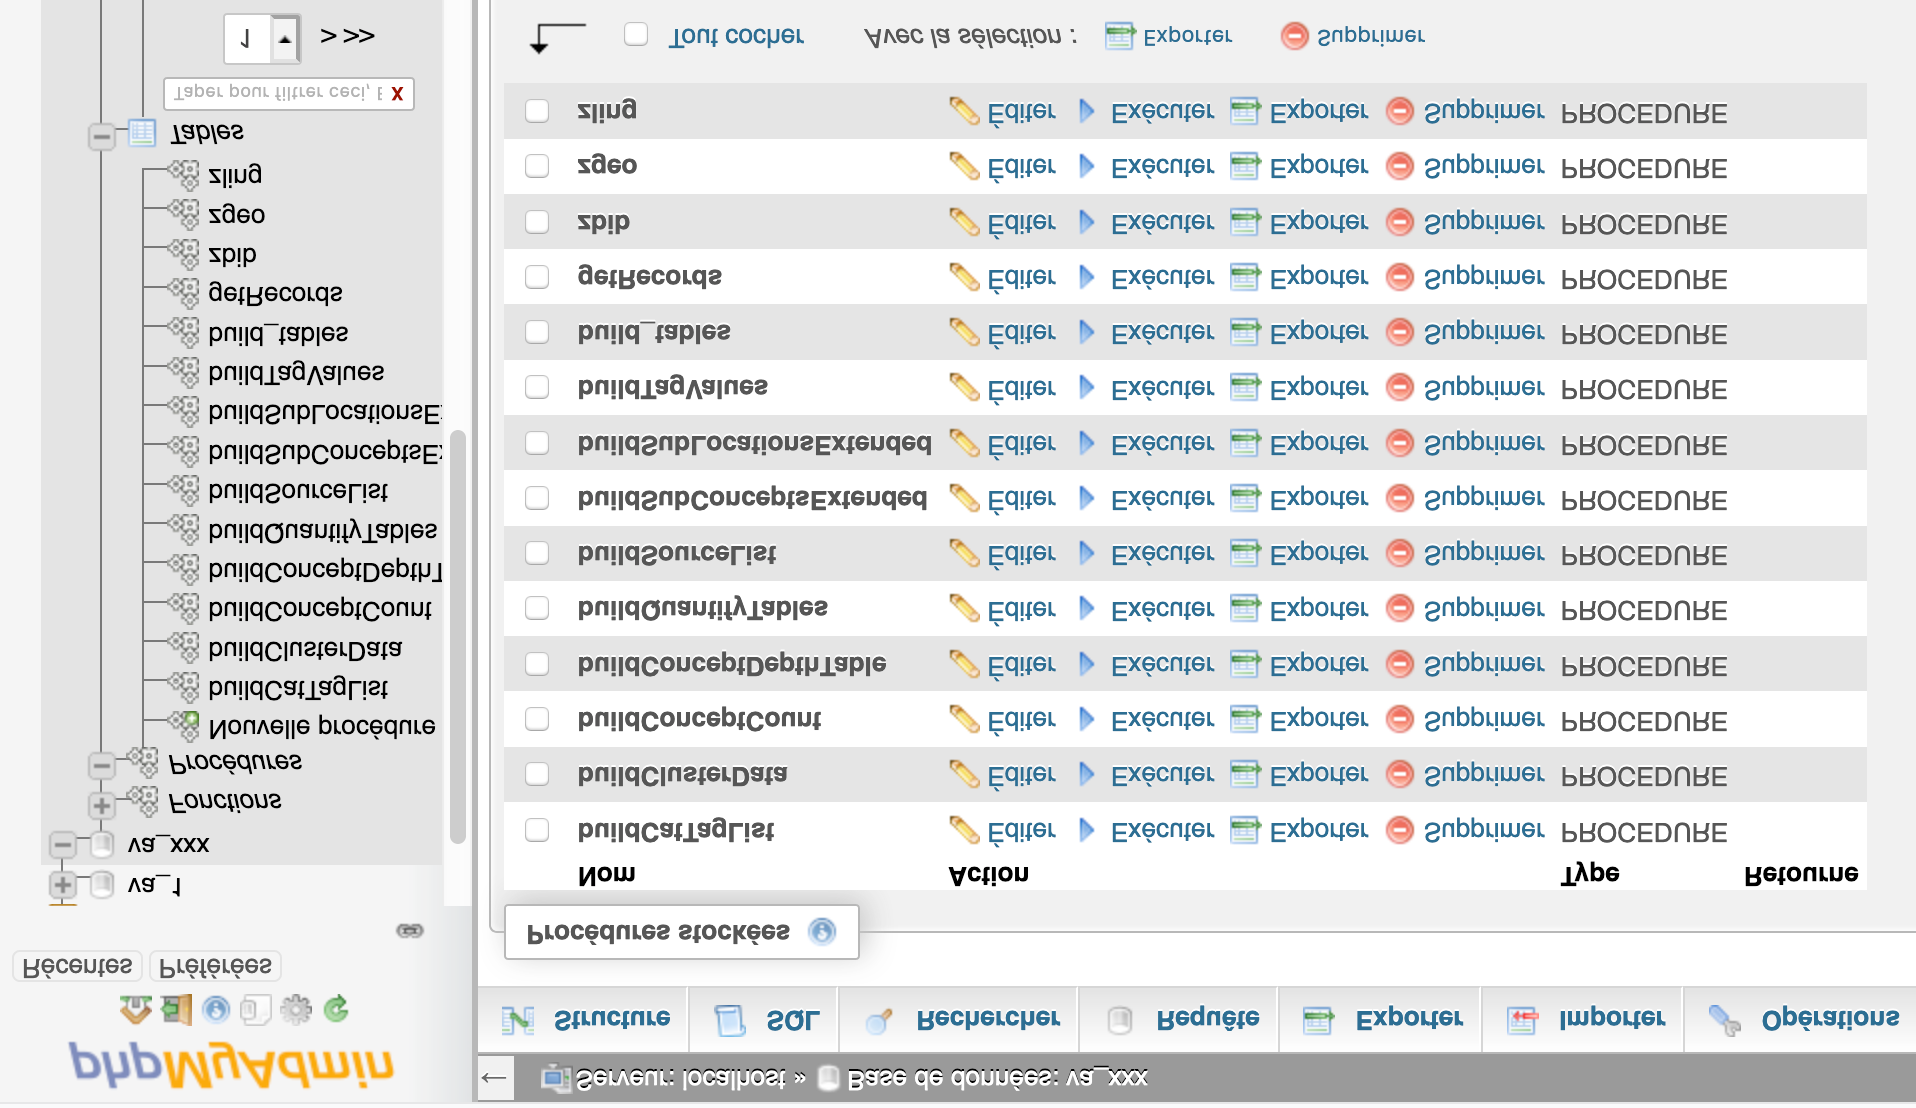 phpMyAdmin
Récentes Préférées
va_1
va_xxx
Fonctions
Procédures
Nouvelle procédure
buildCatTagList
buildClusterData
buildConceptCount
buildConceptDepthT
buildQuantifyTables
buildSourceList
buildSubConceptsE
buildSubLocationsE
buildTagValues
build_tables
getRecords
zbib
zgeo
zling
Tables
Taper pour filtrer ceci, E X
1 > >>
← Serveur: localhost » Base de données: va_xxx
Structure SQL Rechercher Requête Exporter Importer Opérations
Procédures stockées
Nom Action Type Retourne
buildCatTagList Éditer Exécuter Exporter Supprimer PROCEDURE
buildClusterData Éditer Exécuter Exporter Supprimer PROCEDURE
buildConceptCount Éditer Exécuter Exporter Supprimer PROCEDURE
buildConceptDepthTable Éditer Exécuter Exporter Supprimer PROCEDURE
buildQuantifyTables Éditer Exécuter Exporter Supprimer PROCEDURE
buildSourceList Éditer Exécuter Exporter Supprimer PROCEDURE
buildSubConceptsExtended Éditer Exécuter Exporter Supprimer PROCEDURE
buildSubLocationsExtended Éditer Exécuter Exporter Supprimer PROCEDURE
buildTagValues Éditer Exécuter Exporter Supprimer PROCEDURE
build_tables Éditer Exécuter Exporter Supprimer PROCEDURE
getRecords Éditer Exécuter Exporter Supprimer PROCEDURE
zbib Éditer Exécuter Exporter Supprimer PROCEDURE
zgeo Éditer Exécuter Exporter Supprimer PROCEDURE
zling Éditer Exécuter Exporter Supprimer PROCEDURE
Tout cocher Avec la sélection : Exporter Supprimer